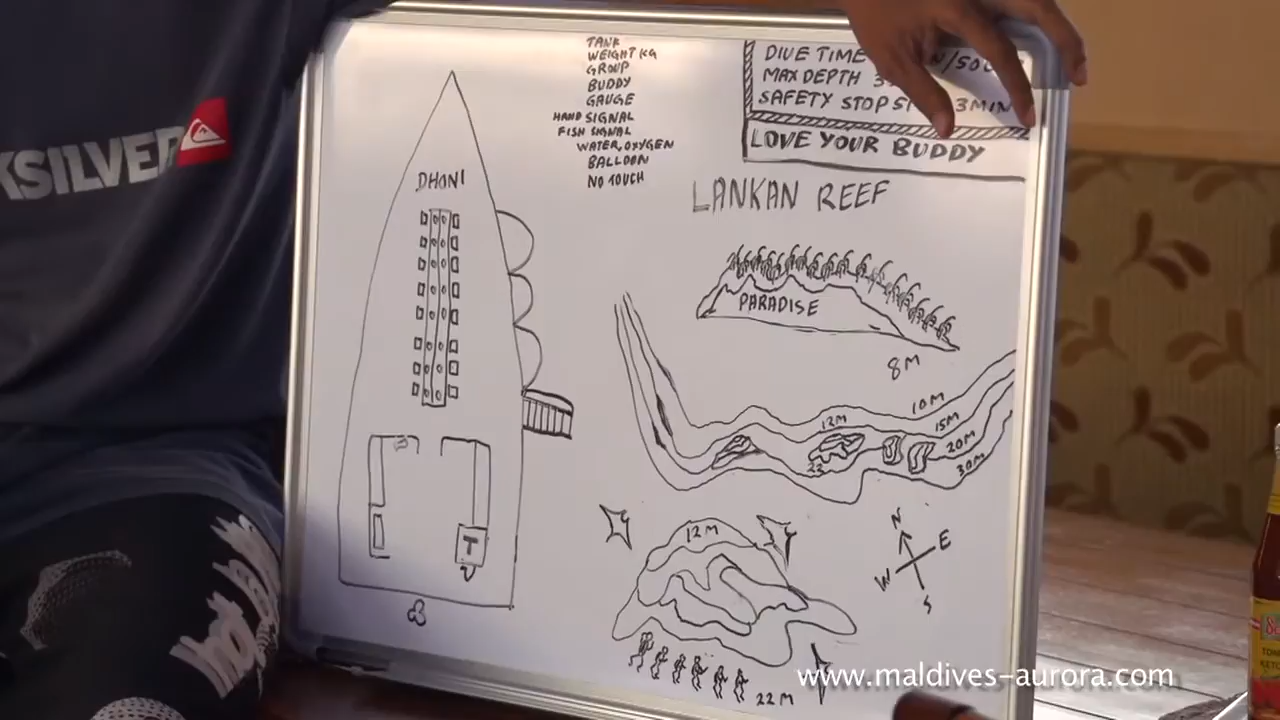 TANK
WEIGHT KG
GROUP
BUDDY
GAUGE
HAND SIGNAL
FISH SIGNAL
WATER, OXYGEN
BALLOON
NO TOUCH
DIVE TIME
MAX DEPTH 3
SAFETY STOP 3MIN
LOVE YOUR BUDDY
DHONI
T
LANKAN REEF
PARADISE
8M
10M
12M
15M
20M
22
30M
12M
N
E
W
S
22M
www.maldives-aurora.com